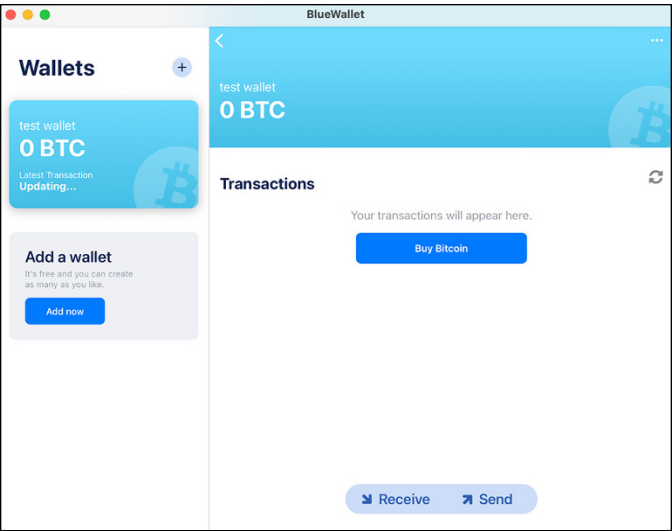 BlueWallet
Wallets
+
test wallet
0 BTC
Latest Transaction
Updating...
Add a wallet
It's free and you can create
as many as you like.
Add now
test wallet
0 BTC
Transactions
Your transactions will appear here.
Buy Bitcoin
Receive
Send